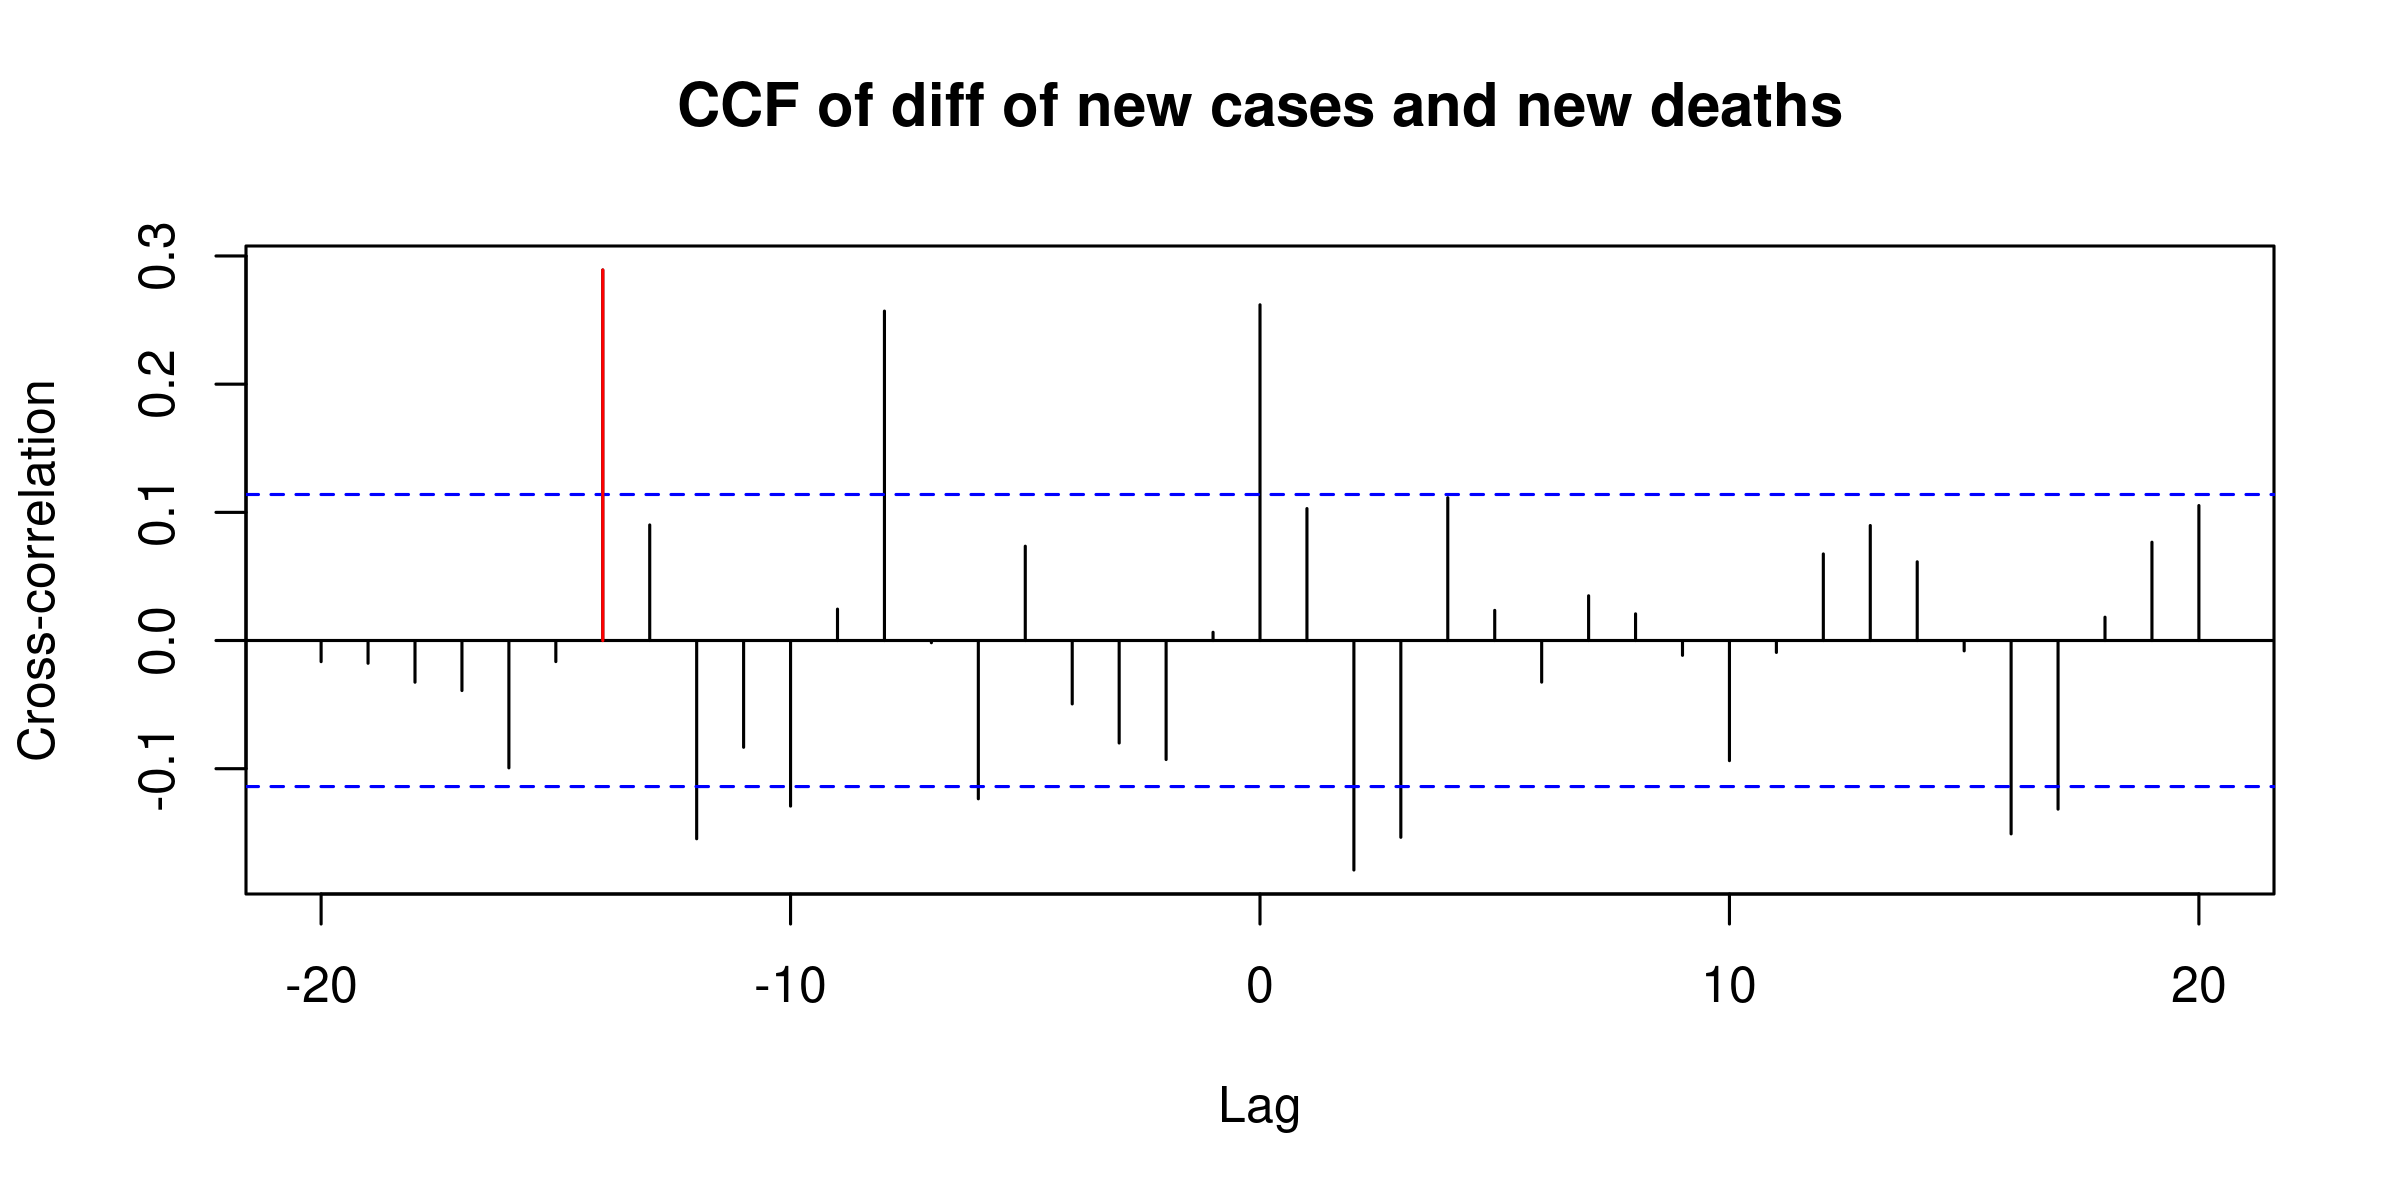 CCF of diff of new cases and new deaths
Cross-correlation
0.3
0.2
0.1
0.0
-0.1
-20 -10 0 10 20
Lag